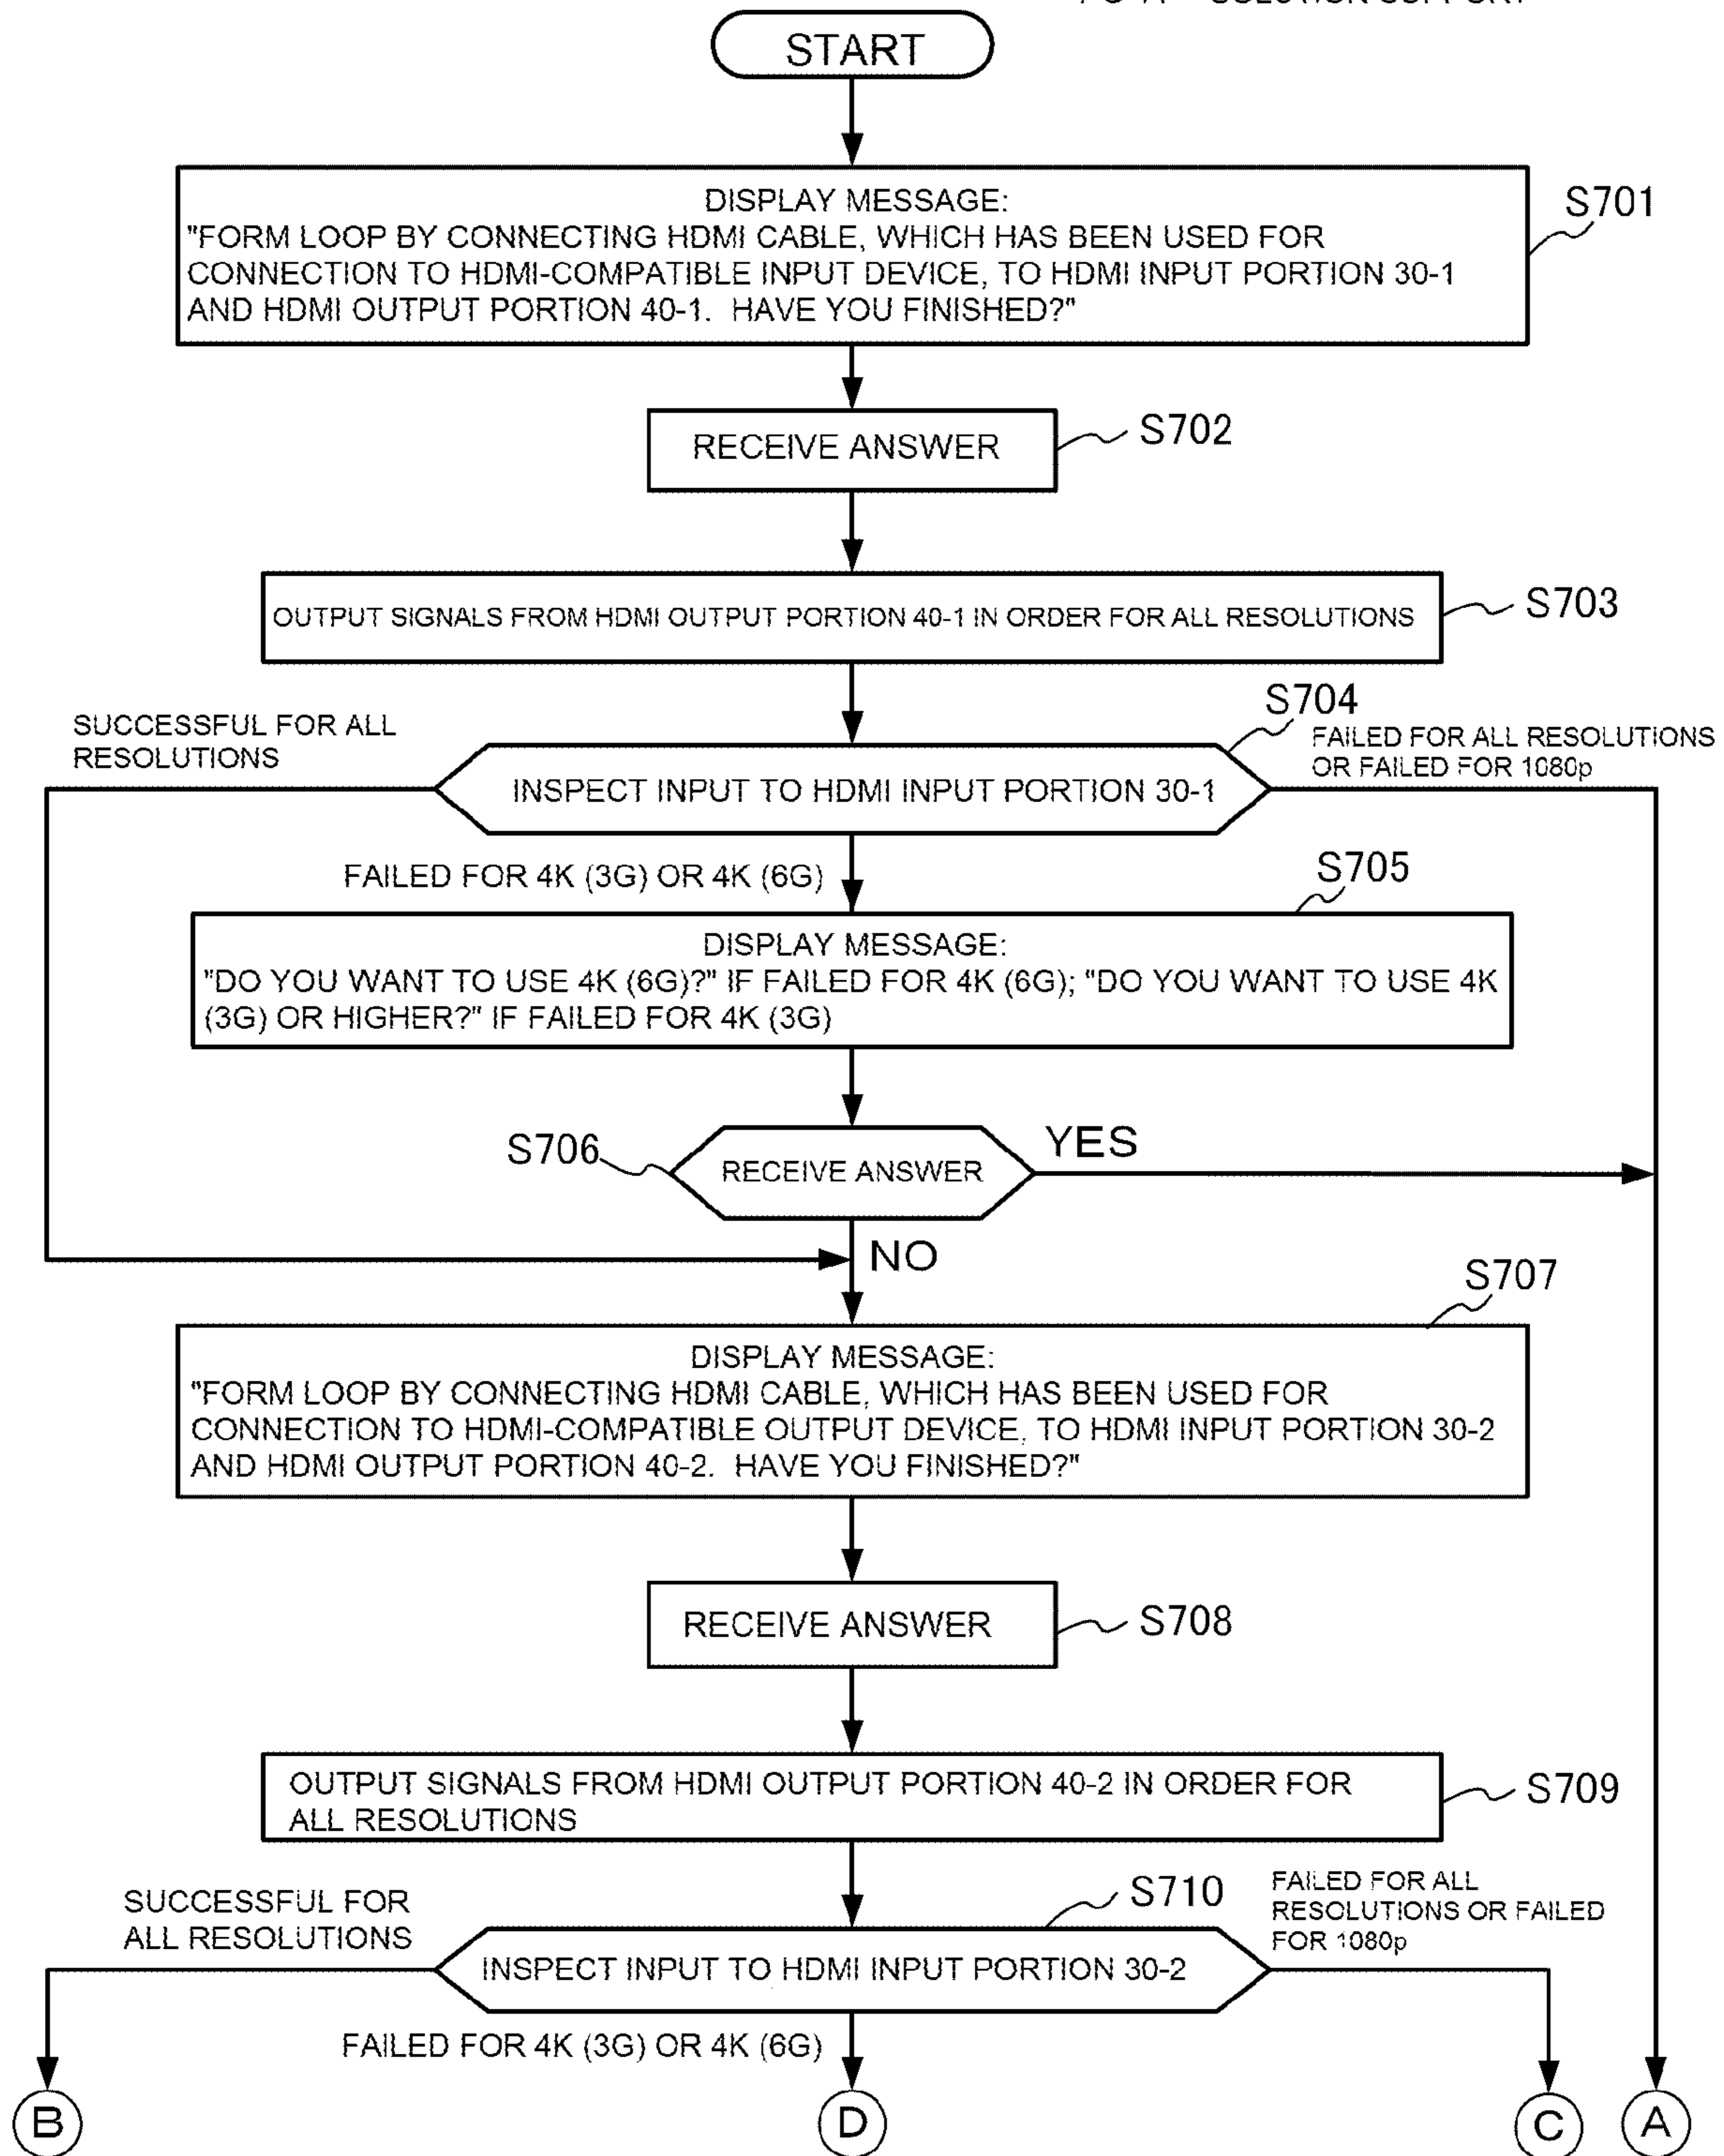 START
DISPLAY MESSAGE:
"FORM LOOP BY CONNECTING HDMI CABLE, WHICH HAS BEEN USED FOR
CONNECTION TO HDMI-COMPATIBLE INPUT DEVICE, TO HDMI INPUT PORTION 30-1
AND HDMI OUTPUT PORTION 40-1. HAVE YOU FINISHED?"
S701
RECEIVE ANSWER
S702
OUTPUT SIGNALS FROM HDMI OUTPUT PORTION 40-1 IN ORDER FOR ALL RESOLUTIONS
S703
S704
SUCCESSFUL FOR ALL
RESOLUTIONS
FAILED FOR ALL RESOLUTIONS
OR FAILED FOR 1080p
INSPECT INPUT TO HDMI INPUT PORTION 30-1
FAILED FOR 4K (3G) OR 4K (6G)
S705
DISPLAY MESSAGE:
"DO YOU WANT TO USE 4K (6G)?" IF FAILED FOR 4K (6G); "DO YOU WANT TO USE 4K
(3G) OR HIGHER?" IF FAILED FOR 4K (3G)
S706
RECEIVE ANSWER
YES
NO
S707
DISPLAY MESSAGE:
"FORM LOOP BY CONNECTING HDMI CABLE, WHICH HAS BEEN USED FOR
CONNECTION TO HDMI-COMPATIBLE OUTPUT DEVICE, TO HDMI INPUT PORTION 30-2
AND HDMI OUTPUT PORTION 40-2. HAVE YOU FINISHED?"
RECEIVE ANSWER
S708
OUTPUT SIGNALS FROM HDMI OUTPUT PORTION 40-2 IN ORDER FOR
ALL RESOLUTIONS
S709
S710
SUCCESSFUL FOR
ALL RESOLUTIONS
FAILED FOR ALL
RESOLUTIONS OR FAILED
FOR 1080p
INSPECT INPUT TO HDMI INPUT PORTION 30-2
FAILED FOR 4K (3G) OR 4K (6G)
B
D
C
A